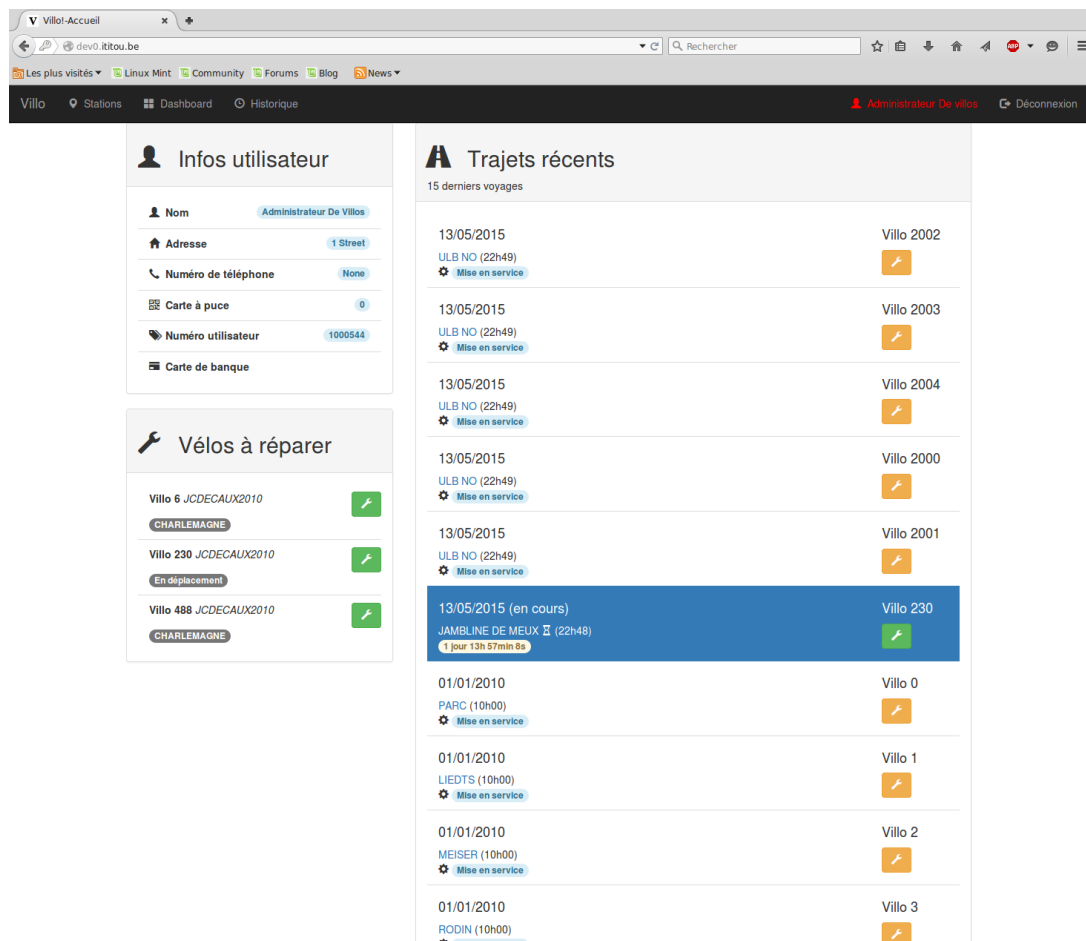 V Villo!-Accueil
dev0.ititou.be
Rechercher
ABP
Les plus visités Linux Mint Community Forums Blog News
Villo Stations Dashboard Historique Administrateur De villos Déconnexion
Infos utilisateur
Nom Administrateur De Villos
Adresse 1 Street
Numéro de téléphone None
Carte à puce 0
Numéro utilisateur 1000544
Carte de banque
Vélos à réparer
Villo 6 JCDECAUX2010
CHARLEMAGNE
Villo 230 JCDECAUX2010
En déplacement
Villo 488 JCDECAUX2010
CHARLEMAGNE
Trajets récents
15 derniers voyages
13/05/2015 Villo 2002
ULB NO (22h49)
Mise en service
13/05/2015 Villo 2003
ULB NO (22h49)
Mise en service
13/05/2015 Villo 2004
ULB NO (22h49)
Mise en service
13/05/2015 Villo 2000
ULB NO (22h49)
Mise en service
13/05/2015 Villo 2001
ULB NO (22h49)
Mise en service
13/05/2015 (en cours) Villo 230
JAMBLINE DE MEUX (22h48)
1 jour 13h 57min 8s
01/01/2010 Villo 0
PARC (10h00)
Mise en service
01/01/2010 Villo 1
LIEDTS (10h00)
Mise en service
01/01/2010 Villo 2
MEISER (10h00)
Mise en service
01/01/2010 Villo 3
RODIN (10h00)